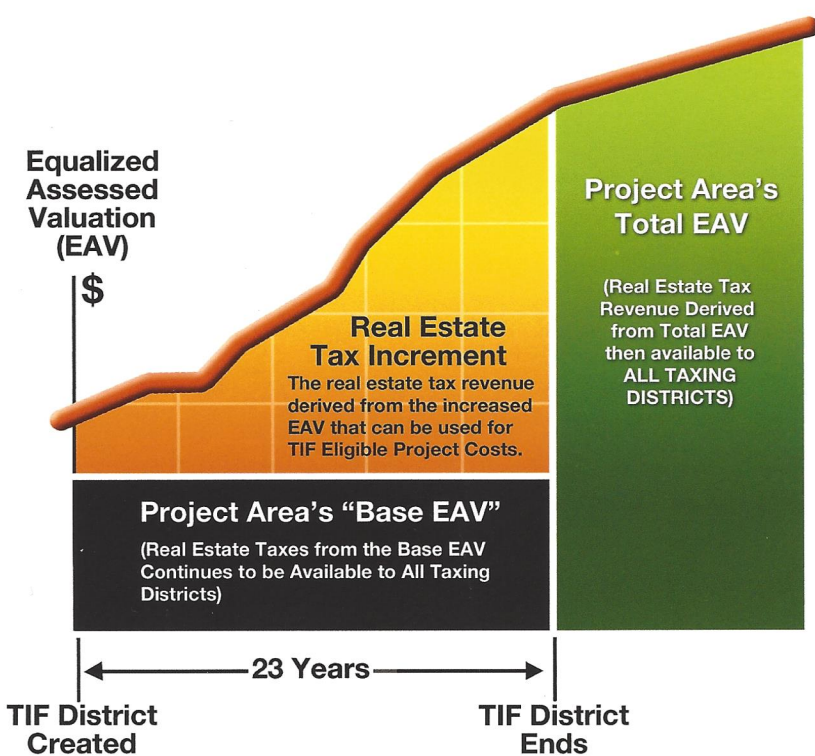 Equalized
Assessed
Valuation
(EAV)
$
Project Area's
Total EAV
(Real Estate Tax
Revenue Derived
from Total EAV
then available to
ALL TAXING
DISTRICTS)
Real Estate
Tax Increment
The real estate tax revenue
derived from the increased
EAV that can be used for
TIF Eligible Project Costs.
Project Area's “Base EAV”
(Real Estate Taxes from the Base EAV
Continues to be Available to All Taxing
Districts)
23 Years
TIF District
Created
TIF District
Ends